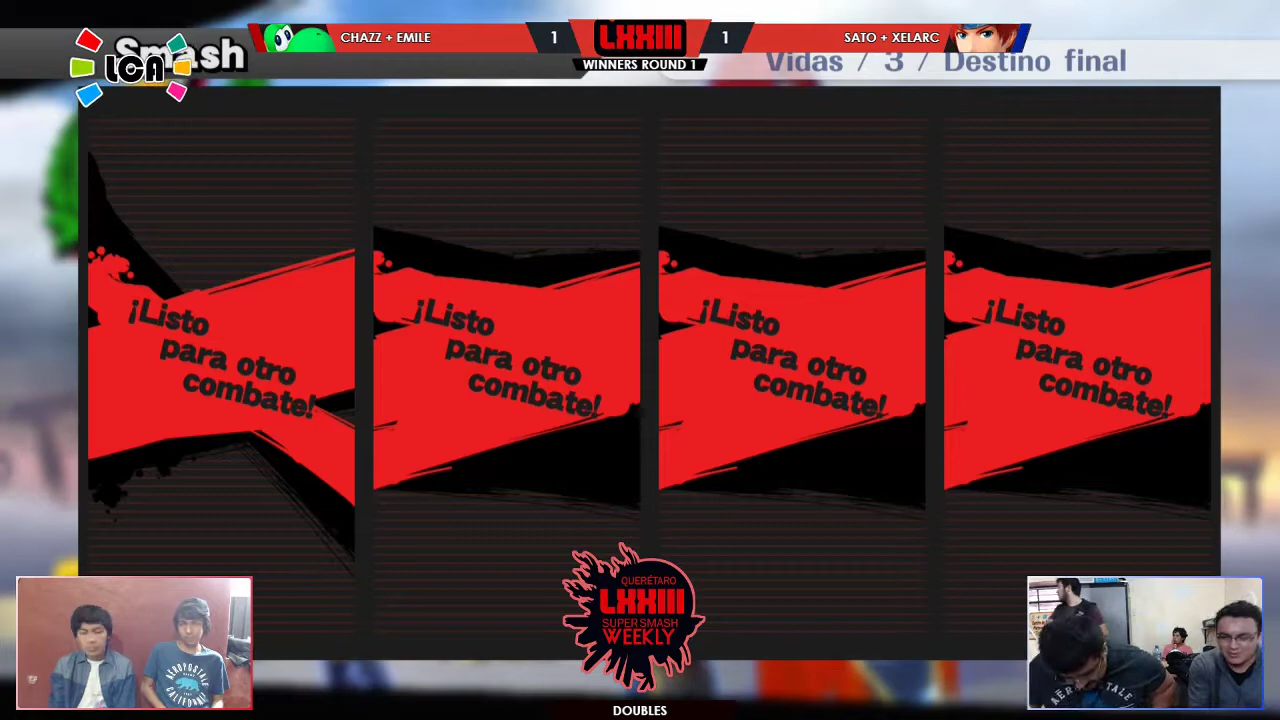 CHAZZ + EMILE
1
LXXIII
1
SATO + XELARC
WINNERS ROUND 1
Smash
LCA
Vidas / 3 / Destino final
¡Listo
para otro
combate!
¡Listo
para otro
combate!
¡Listo
para otro
combate!
¡Listo
para otro
combate!
QUERÉTARO
LXXIII
SUPER SMASH
WEEKLY
AÉROPOSTALE
CALIFORNIA
AÉROPOSTALE
DOUBLES